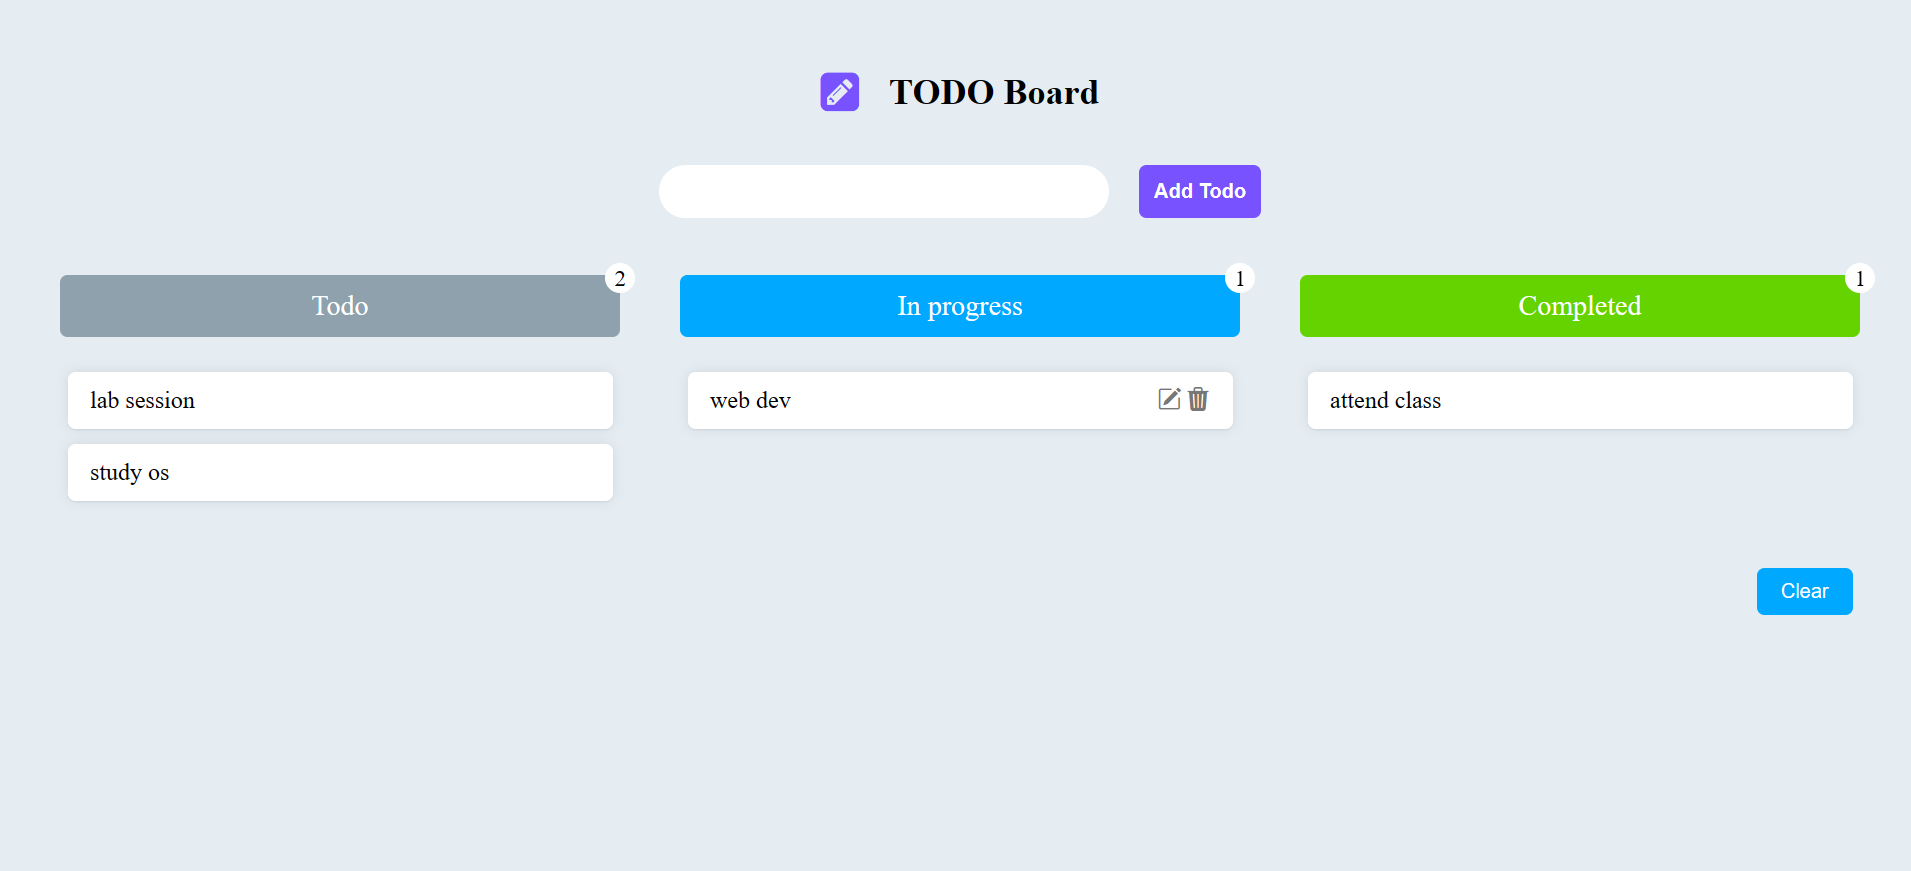 TODO Board
Add Todo
Todo
2
In progress
1
Completed
1
lab session
study os
web dev
attend class
Clear